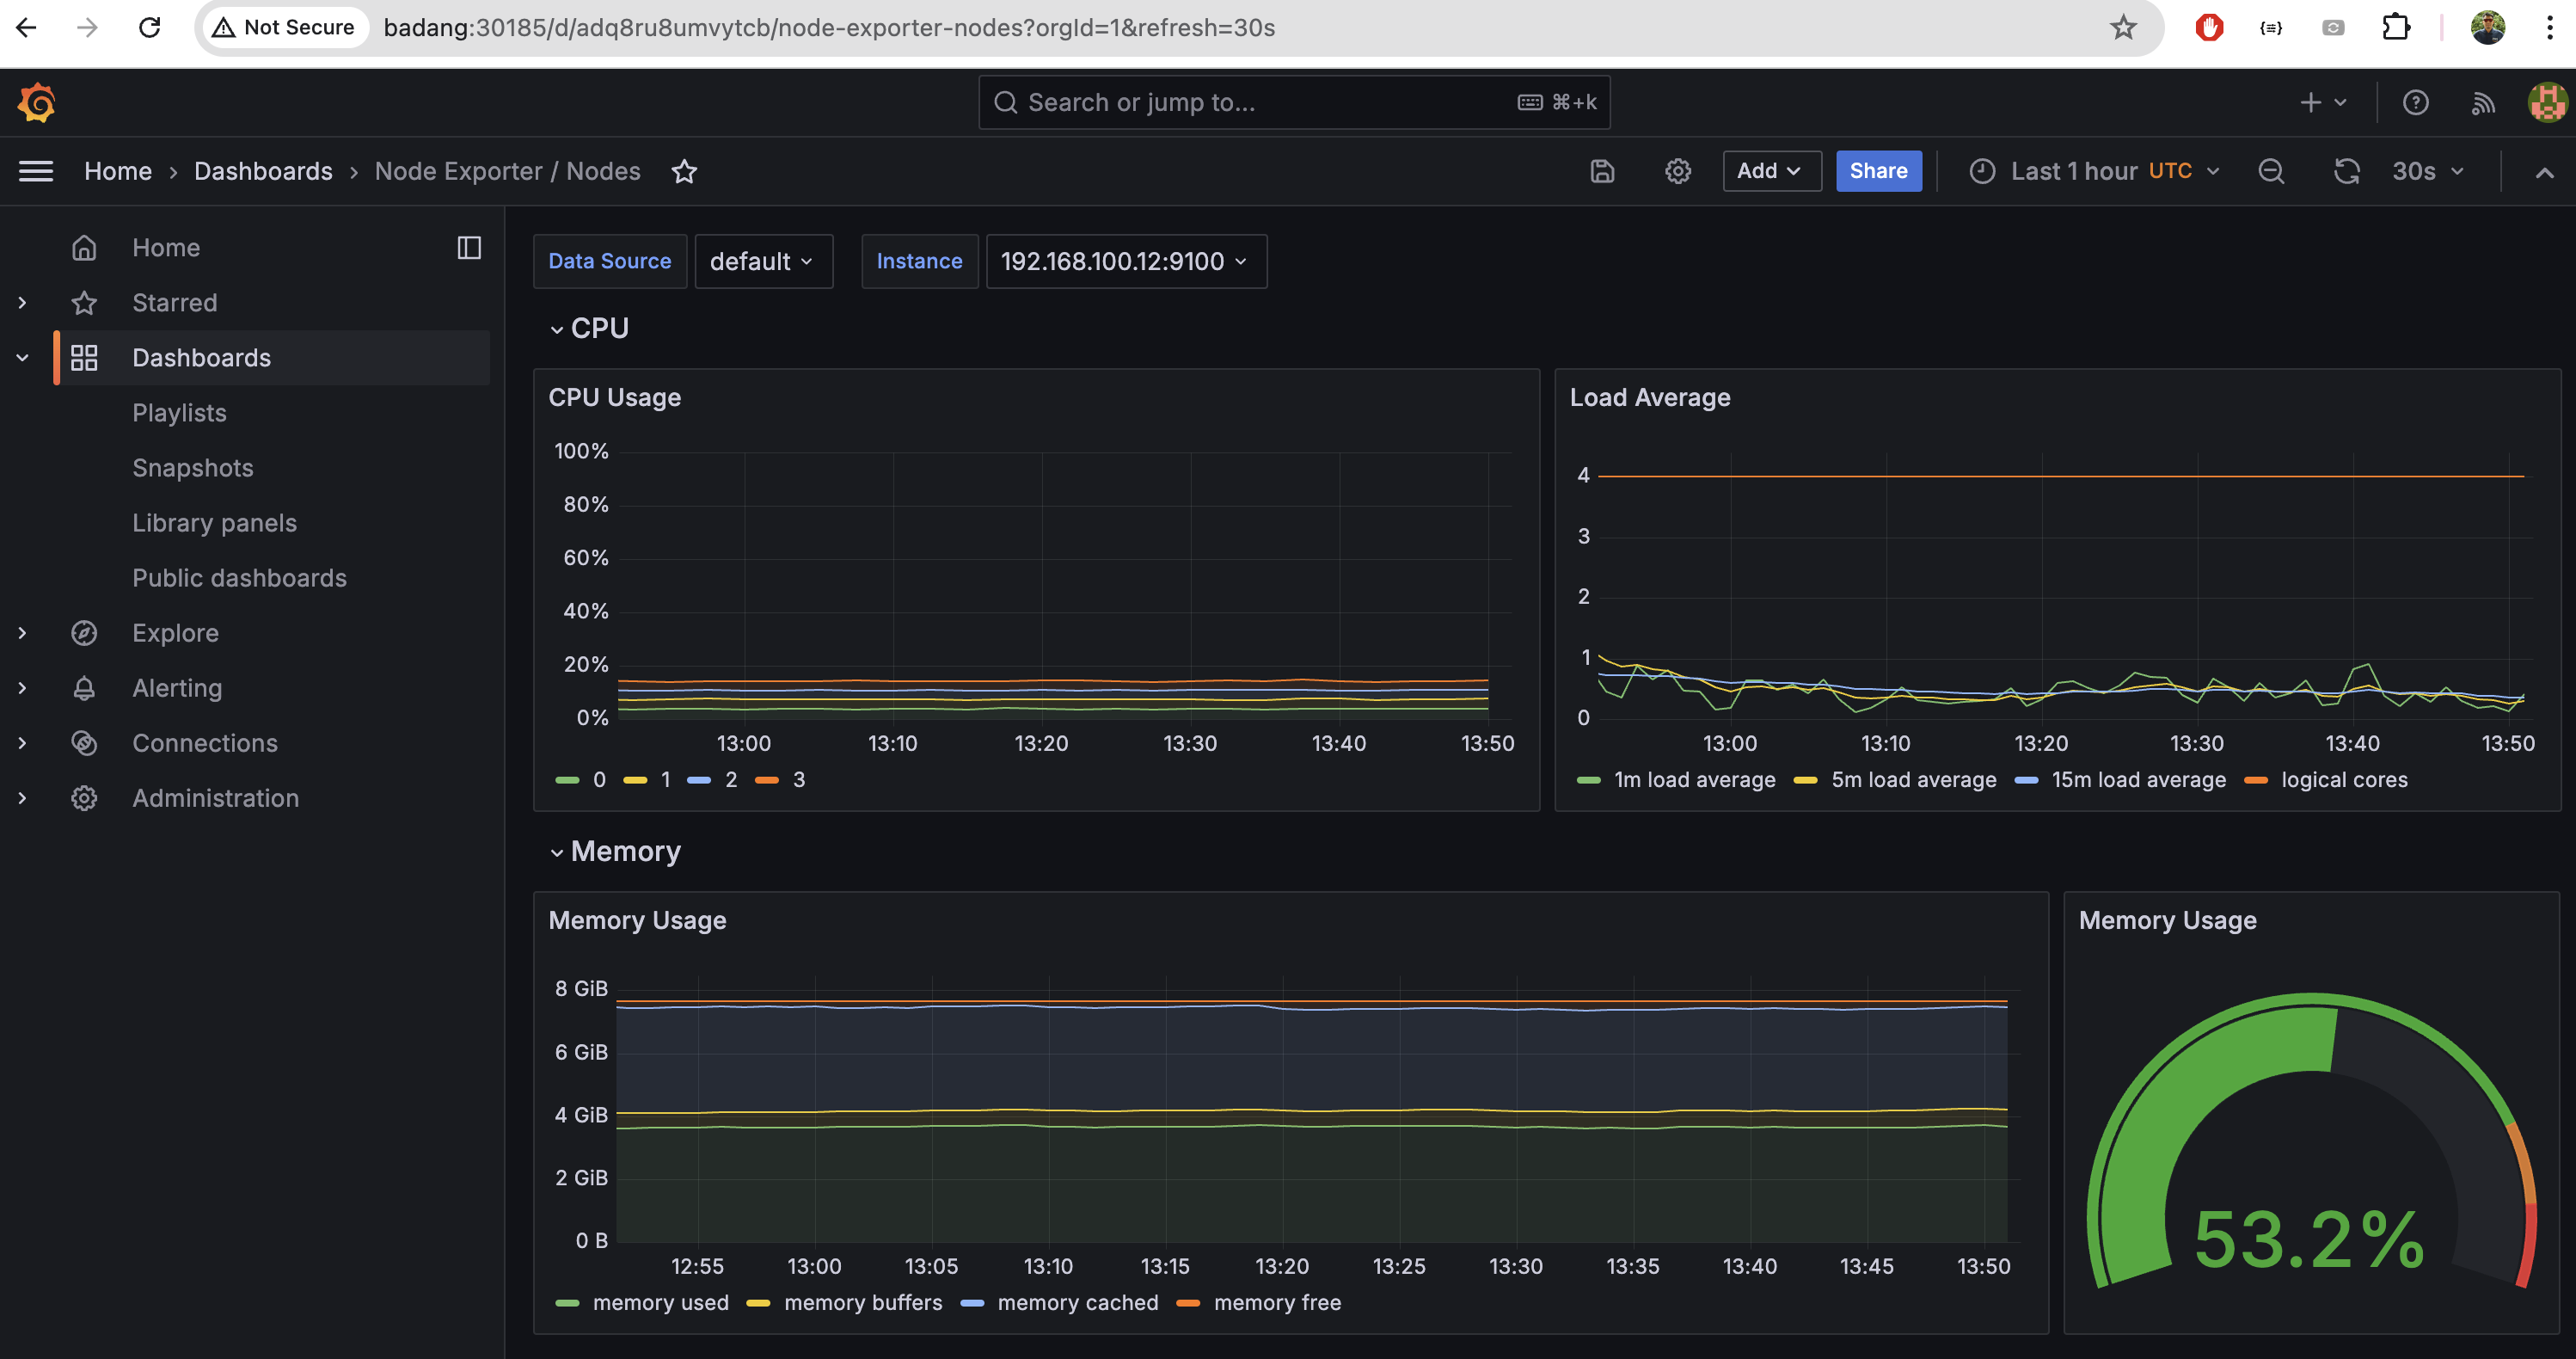 Not Secure badang:30185/d/adq8ru8umvytcb/node-exporter-nodes?orgId=1&refresh=30s
Search or jump to... ⌘+k
Home › Dashboards › Node Exporter / Nodes Add Share Last 1 hour UTC 30s
Home
Starred
Dashboards
Playlists
Snapshots
Library panels
Public dashboards
Explore
Alerting
Connections
Administration
Data Source default Instance 192.168.100.12:9100
CPU
CPU Usage
100%
80%
60%
40%
20%
0%
13:00 13:10 13:20 13:30 13:40 13:50
0 1 2 3
Load Average
4
3
2
1
0
13:00 13:10 13:20 13:30 13:40 13:50
1m load average 5m load average 15m load average logical cores
Memory
Memory Usage
8 GiB
6 GiB
4 GiB
2 GiB
0 B
12:55 13:00 13:05 13:10 13:15 13:20 13:25 13:30 13:35 13:40 13:45 13:50
memory used memory buffers memory cached memory free
Memory Usage
53.2%